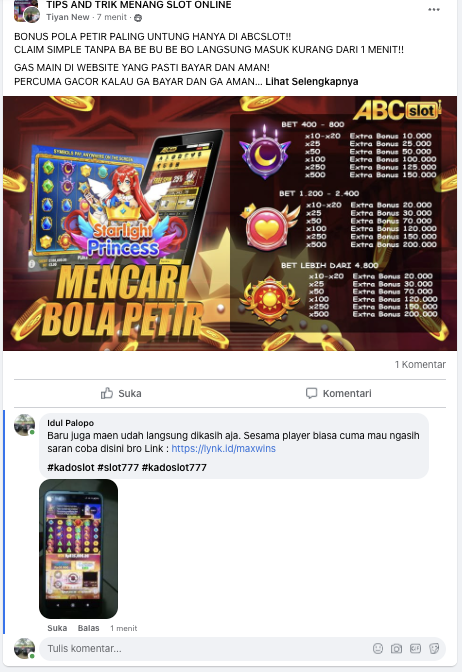 TIPS AND TRIK MENANG SLOT ONLINE
Tiyan New · 7 menit ·
BONUS POLA PETIR PALING UNTUNG HANYA DI ABCSLOT!!
CLAIM SIMPLE TANPA BA BE BU BE BO LANGSUNG MASUK KURANG DARI 1 MENIT!!
GAS MAIN DI WEBSITE YANG PASTI BAYAR DAN AMAN!
PERCUMA GACOR KALAU GA BAYAR DAN GA AMAN... Lihat Selengkapnya
ABC slot
SYMBOLS PAY ANYWHERE ON THE SCREEN
Starlight
Princess
MENCARI
BOLA PETIR
BET 400 - 800
x10-x20 Extra Bonus 10.000
x25 Extra Bonus 25.000
x50 Extra Bonus 50.000
x100 Extra Bonus 100.000
x250 Extra Bonus 125.000
x500 Extra Bonus 150.000
BET 1.200 - 2.400
x10-x20 Extra Bonus 20.000
x25 Extra Bonus 30.000
x50 Extra Bonus 70.000
x100 Extra Bonus 120.000
x250 Extra Bonus 150.000
x500 Extra Bonus 200.000
BET LEBIH DARI 4.800
x10-x20 Extra Bonus 20.000
x25 Extra Bonus 30.000
x50 Extra Bonus 70.000
x100 Extra Bonus 120.000
x250 Extra Bonus 150.000
x500 Extra Bonus 200.000
1 Komentar
Suka
Komentari
Idul Palopo
Baru juga maen udah langsung dikasih aja. Sesama player biasa cuma mau ngasih
saran coba disini bro Link : https://lynk.id/maxwins
#kadoslot #slot777 #kadoslot777
Suka Balas 1 menit
Tulis komentar...
GIF